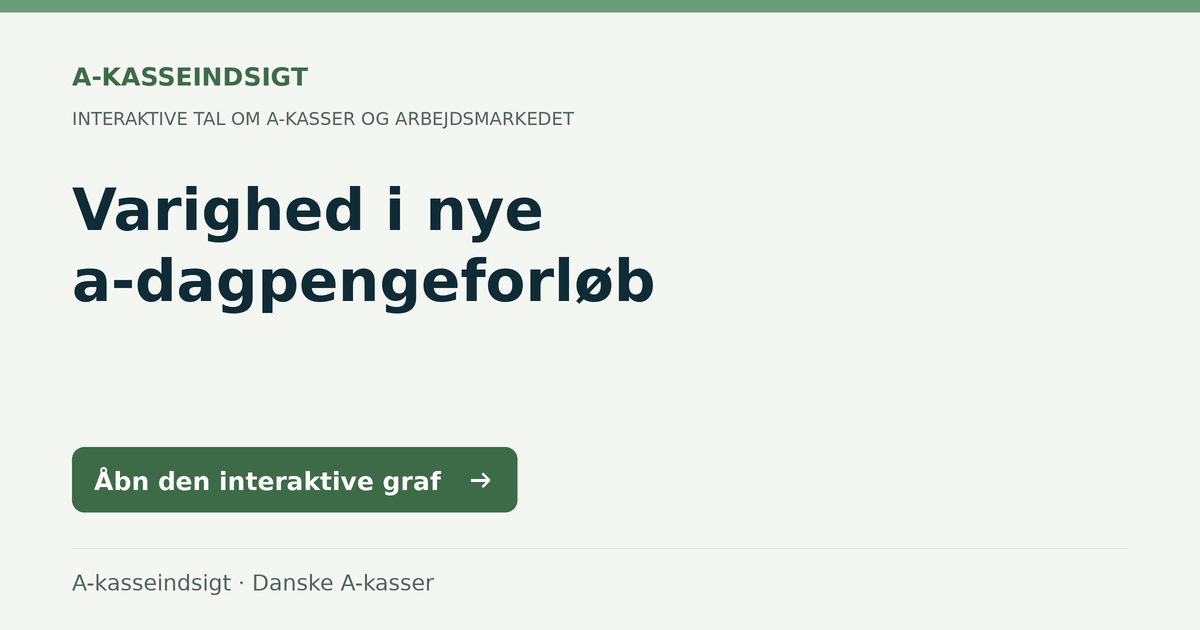 A-KASSEINDSIGT
INTERAKTIVE TAL OM A-KASSER OG ARBEJDSMARKEDET
Varighed i nye
a-dagpengeforløb
Åbn den interaktive graf →
A-kasseindsigt · Danske A-kasser